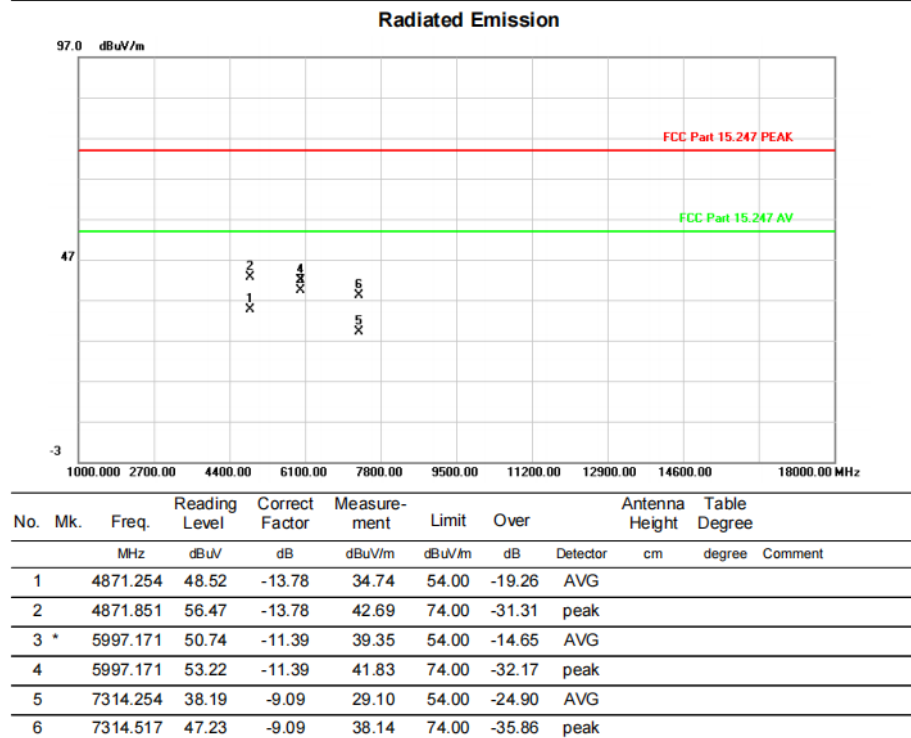 Radiated Emission
97.0 dBuV/m
FCC Part 15.247 PEAK
FCC Part 15.247 AV
47
2
4
6
1
5
-3
1000.000 2700.00 4400.00 6100.00 7800.00 9500.00 11200.00 12900.00 14600.00 18000.00 MHz
No. Mk. Freq. Reading Level Correct Factor Measure-ment Limit Over Antenna Height Table Degree
MHz dBuV dB dBuV/m dBuV/m dB Detector cm degree Comment
1 4871.254 48.52 -13.78 34.74 54.00 -19.26 AVG
2 4871.851 56.47 -13.78 42.69 74.00 -31.31 peak
3 * 5997.171 50.74 -11.39 39.35 54.00 -14.65 AVG
4 5997.171 53.22 -11.39 41.83 74.00 -32.17 peak
5 7314.254 38.19 -9.09 29.10 54.00 -24.90 AVG
6 7314.517 47.23 -9.09 38.14 74.00 -35.86 peak